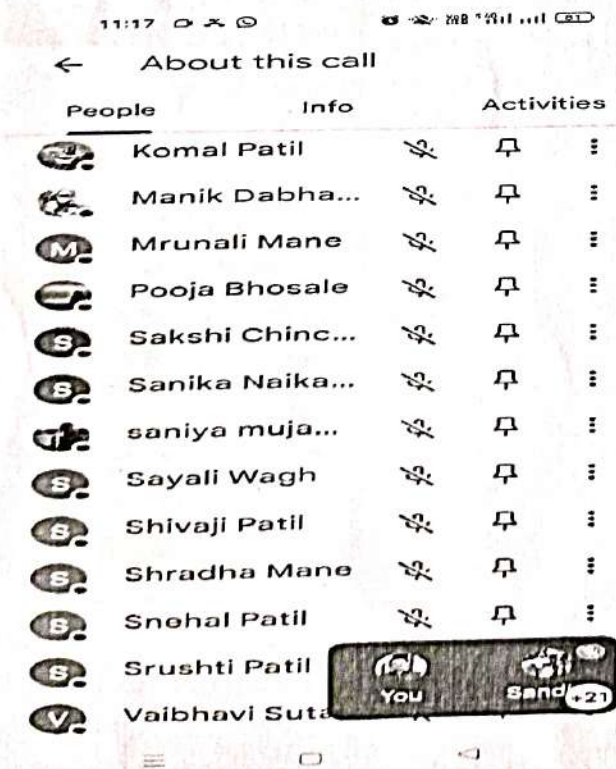 11:17
About this call
People Info Activities
Komal Patil
Manik Dabha...
M Mrunali Mane
Pooja Bhosale
S Sakshi Chinc...
S Sanika Naika...
saniya muja...
S Sayali Wagh
S Shivaji Patil
S Shradha Mane
S Snehal Patil
S Srushti Patil
You Sand +21
V Vaibhavi Suta